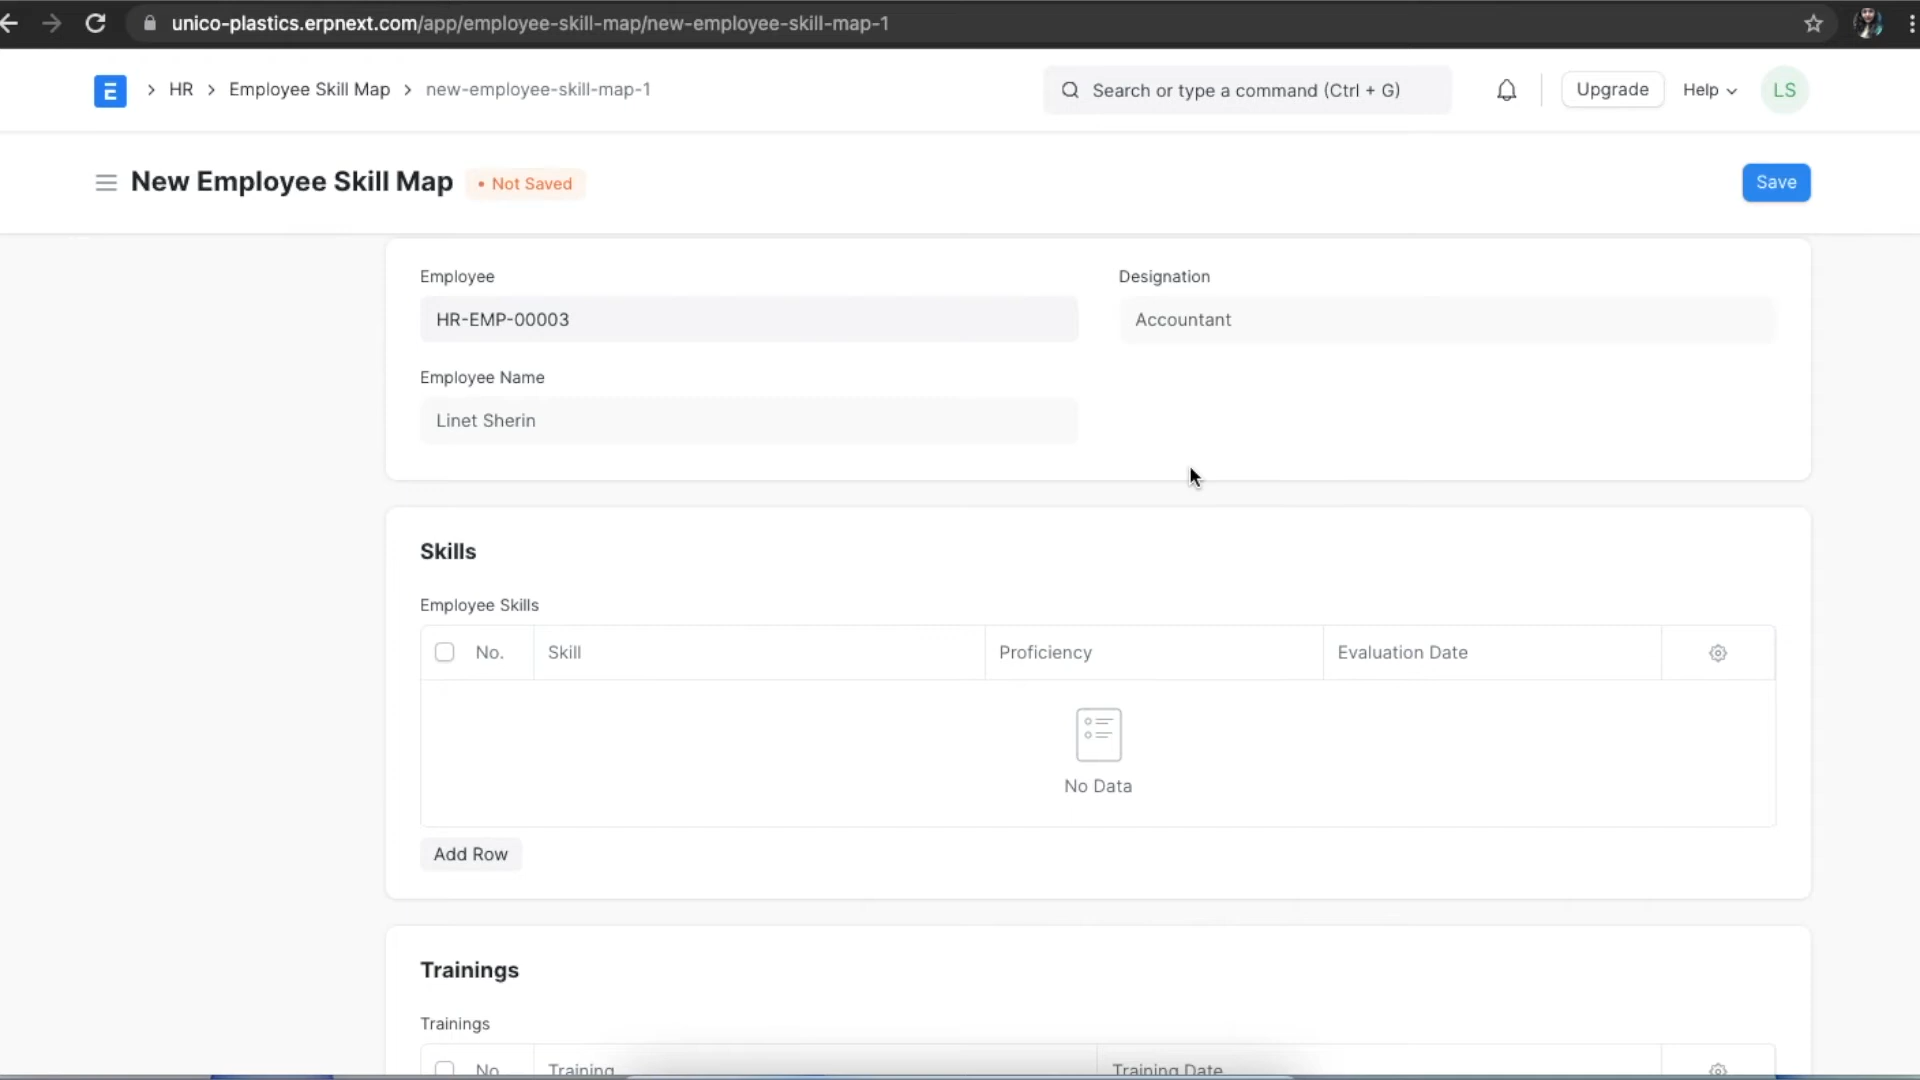 unico-plastics.erpnext.com/app/employee-skill-map/new-employee-skill-map-1
E > HR > Employee Skill Map > new-employee-skill-map-1
Search or type a command (Ctrl + G)
Upgrade
Help
LS
New Employee Skill Map
• Not Saved
Save
Employee
HR-EMP-00003
Designation
Accountant
Employee Name
Linet Sherin
Skills
Employee Skills
No. Skill Proficiency Evaluation Date
No Data
Add Row
Trainings
Trainings
No. Training Training Date